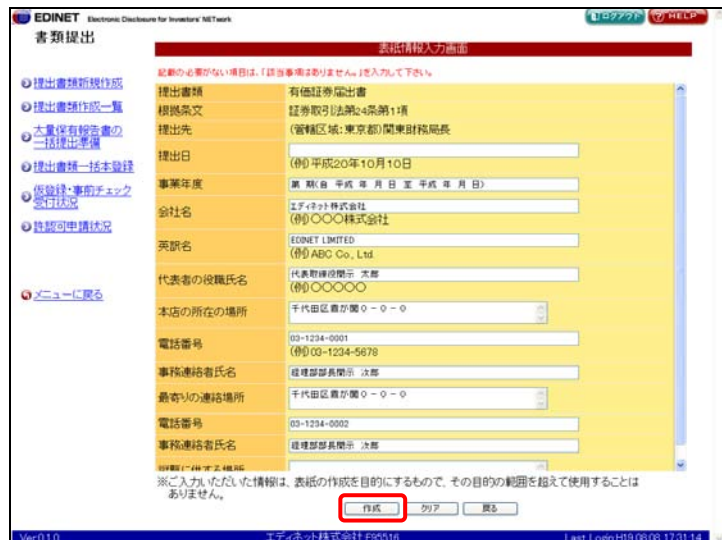 EDINET Electronic Disclosure for Investors' NETwork
ログアウト HELP
書類提出
表紙情報入力画面
記載の必要がない項目は、「該当事項はありません。」を入力して下さい。
提出書類新規作成
提出書類作成一覧
大量保有報告書の
一括提出準備
提出書類一括本登録
仮登録・事前チェック
受付状況
許認可申請状況
メニューに戻る
提出書類 有価証券届出書
根拠条文 証券取引法第24条第1項
提出先 (管轄区域:東京都)関東財務局長
提出日
(例)平成20年10月10日
事業年度 第 期(自 平成 年 月 日 至 平成 年 月 日)
会社名 エディネット株式会社
(例)〇〇〇株式会社
英訳名 EDINET LIMITED
(例)ABC Co., Ltd.
代表者の役職氏名 代表取締役開示 太郎
(例)〇〇〇〇〇
本店の所在の場所 千代田区霞が関0-0-0
電話番号 03-1234-0001
(例)03-1234-5678
事務連絡者氏名 経理部部長開示 次郎
最寄りの連絡場所 千代田区霞が関0-0-0
電話番号 03-1234-0002
事務連絡者氏名 経理部部長開示 次郎
縦覧に供する場所
※ご入力いただいた情報は、表紙の作成を目的にするもので、その目的の範囲を超えて使用することは
ありません。
作成 クリア 戻る
Ver.0.1.0 エディネット株式会社 E95516 Last Login:H19.08.08 17:31:14